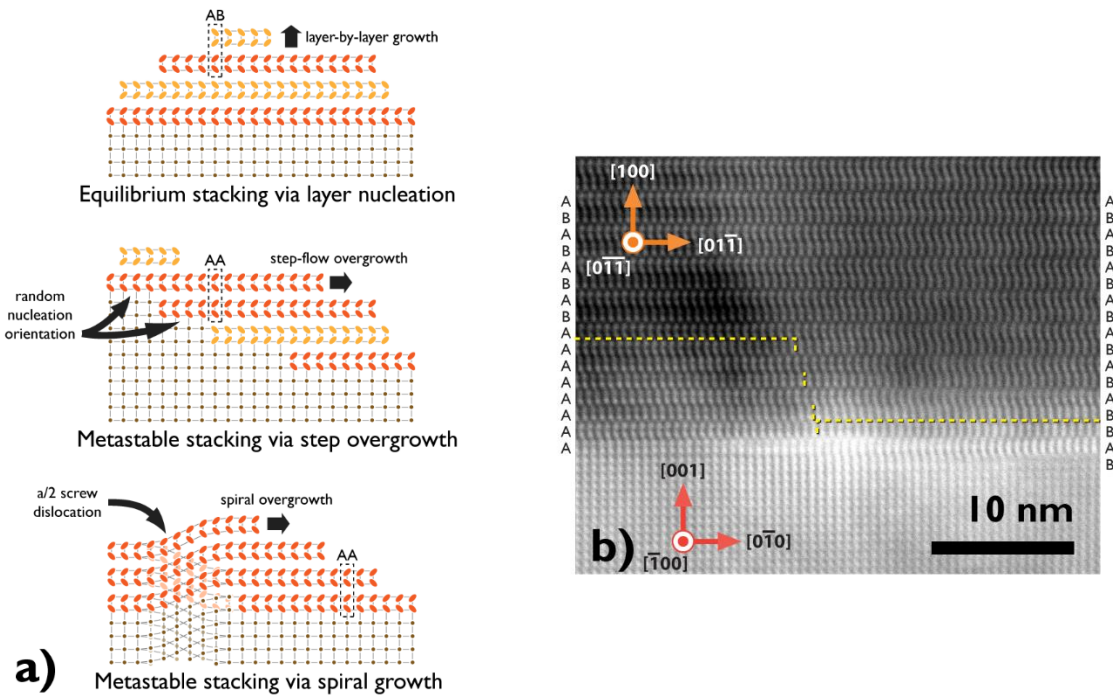 AB
layer-by-layer growth
Equilibrium stacking via layer nucleation
AA
step-flow overgrowth
random
nucleation
orientation
Metastable stacking via step overgrowth
a/2 screw
dislocation
spiral overgrowth
AA
Metastable stacking via spiral growth
a)
A
B
A
B
A
B
A
B
A
A
A
A
A
A
A
A
[100]
[011̅]
[01̅1̅]
[001]
[01̅0]
[1̅00]
10 nm
b)
A
B
A
B
A
B
A
B
A
B
A
B
A
B
B
A
B